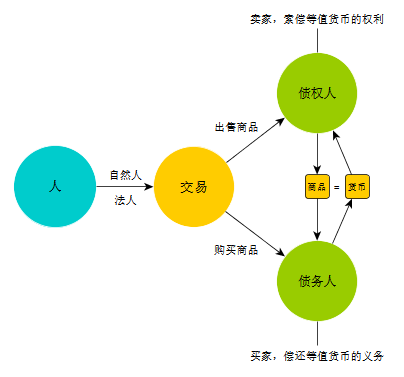 卖家，索偿等值货币的权利
债权人
出售商品
自然人
人
法人
交易
商品 = 货币
购买商品
债务人
买家，偿还等值货币的义务